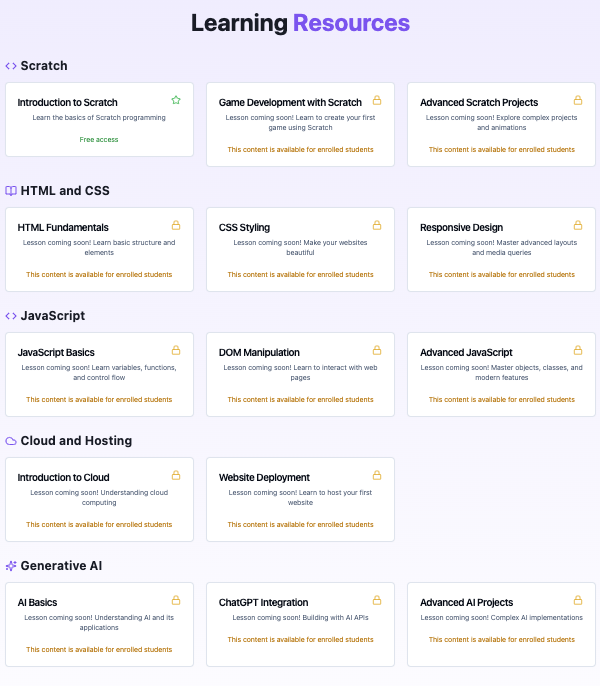 Learning Resources
Scratch
Introduction to Scratch
Learn the basics of Scratch programming
Free access
Game Development with Scratch
Lesson coming soon! Learn to create your first
game using Scratch
This content is available for enrolled students
Advanced Scratch Projects
Lesson coming soon! Explore complex projects
and animations
This content is available for enrolled students
HTML and CSS
HTML Fundamentals
Lesson coming soon! Learn basic structure and
elements
This content is available for enrolled students
CSS Styling
Lesson coming soon! Make your websites
beautiful
This content is available for enrolled students
Responsive Design
Lesson coming soon! Master advanced layouts
and media queries
This content is available for enrolled students
JavaScript
JavaScript Basics
Lesson coming soon! Learn variables, functions,
and control flow
This content is available for enrolled students
DOM Manipulation
Lesson coming soon! Learn to interact with web
pages
This content is available for enrolled students
Advanced JavaScript
Lesson coming soon! Master objects, classes, and
modern features
This content is available for enrolled students
Cloud and Hosting
Introduction to Cloud
Lesson coming soon! Understanding cloud
computing
This content is available for enrolled students
Website Deployment
Lesson coming soon! Learn to host your first
website
This content is available for enrolled students
Generative AI
AI Basics
Lesson coming soon! Understanding AI and its
applications
This content is available for enrolled students
ChatGPT Integration
Lesson coming soon! Building with AI APIs
This content is available for enrolled students
Advanced AI Projects
Lesson coming soon! Complex AI implementations
This content is available for enrolled students